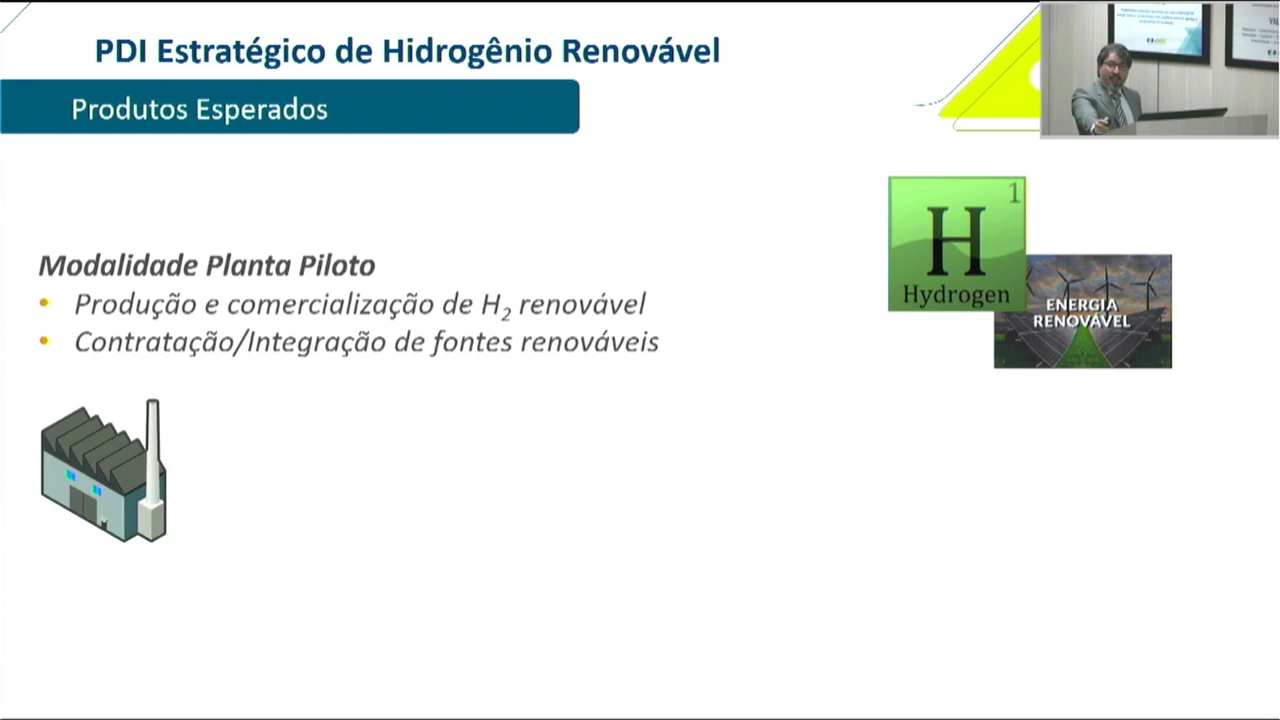 PDI Estratégico de Hidrogênio Renovável
Produtos Esperados
Modalidade Planta Piloto
• Produção e comercialização de H₂ renovável
• Contratação/Integração de fontes renováveis
1
H
Hydrogen
ENERGIA
RENOVÁVEL